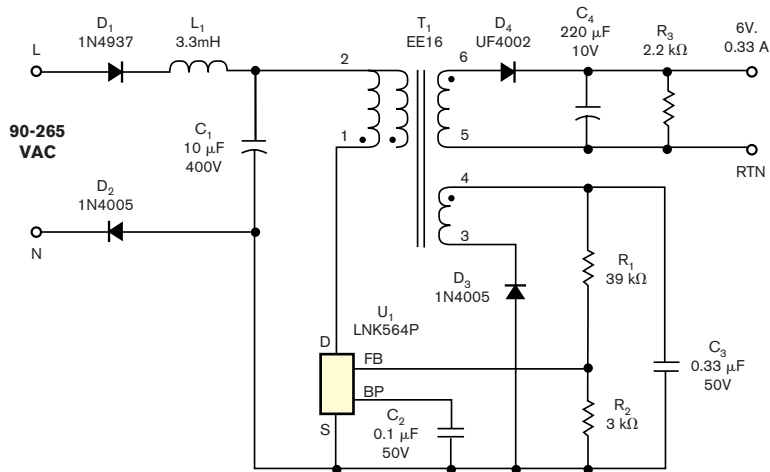 D1
1N4937
L1
3.3mH
T1
EE16
D4
UF4002
C4
220 µF
10V
R3
2.2 kΩ
6V.
0.33 A
L
2
6
90-265
VAC
C1
10 µF
400V
1
5
RTN
D2
1N4005
N
4
3
D3
1N4005
R1
39 kΩ
U1
LNK564P
D
FB
BP
S
C2
0.1 µF
50V
R2
3 kΩ
C3
0.33 µF
50V